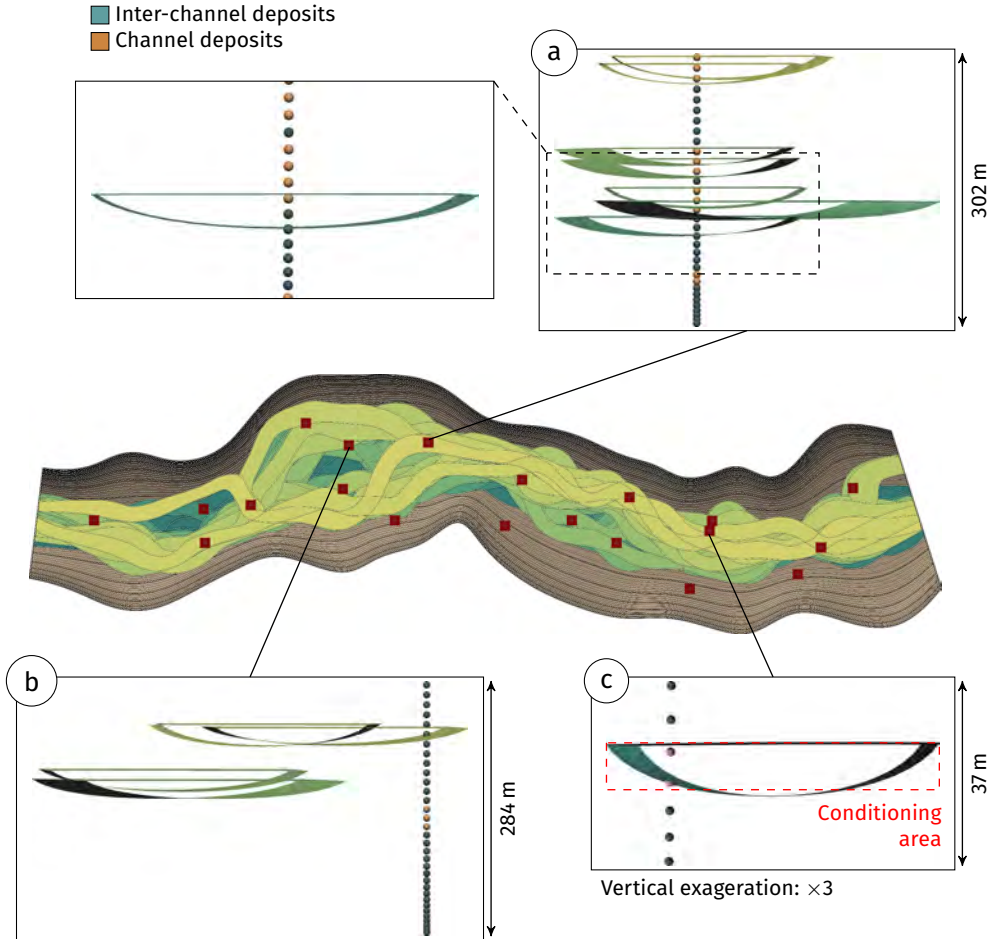 Inter-channel deposits
Channel deposits
a
302 m
b
284 m
c
37 m
Conditioning
area
Vertical exageration: ×3